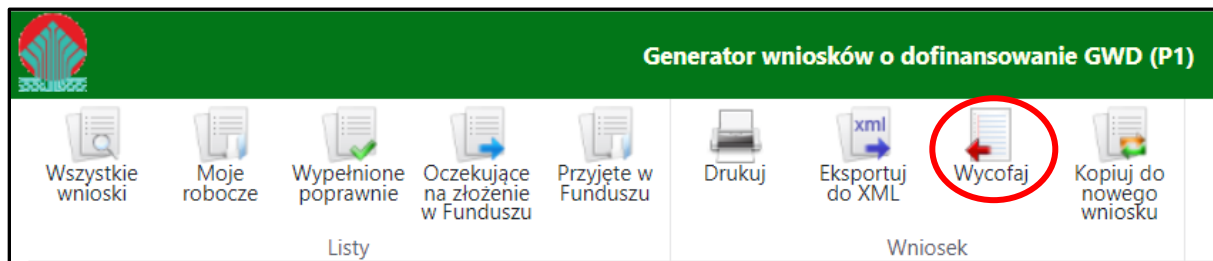 Generator wniosków o dofinansowanie GWD (P1)
Wszystkie
wnioski
Moje
robocze
Wypełnione
poprawnie
Oczekujące
na złożenie
w Funduszu
Przyjęte w
Funduszu
Drukuj
xml
Eksportuj
do XML
Wycofaj
Kopiuj do
nowego
wniosku
Listy
Wniosek